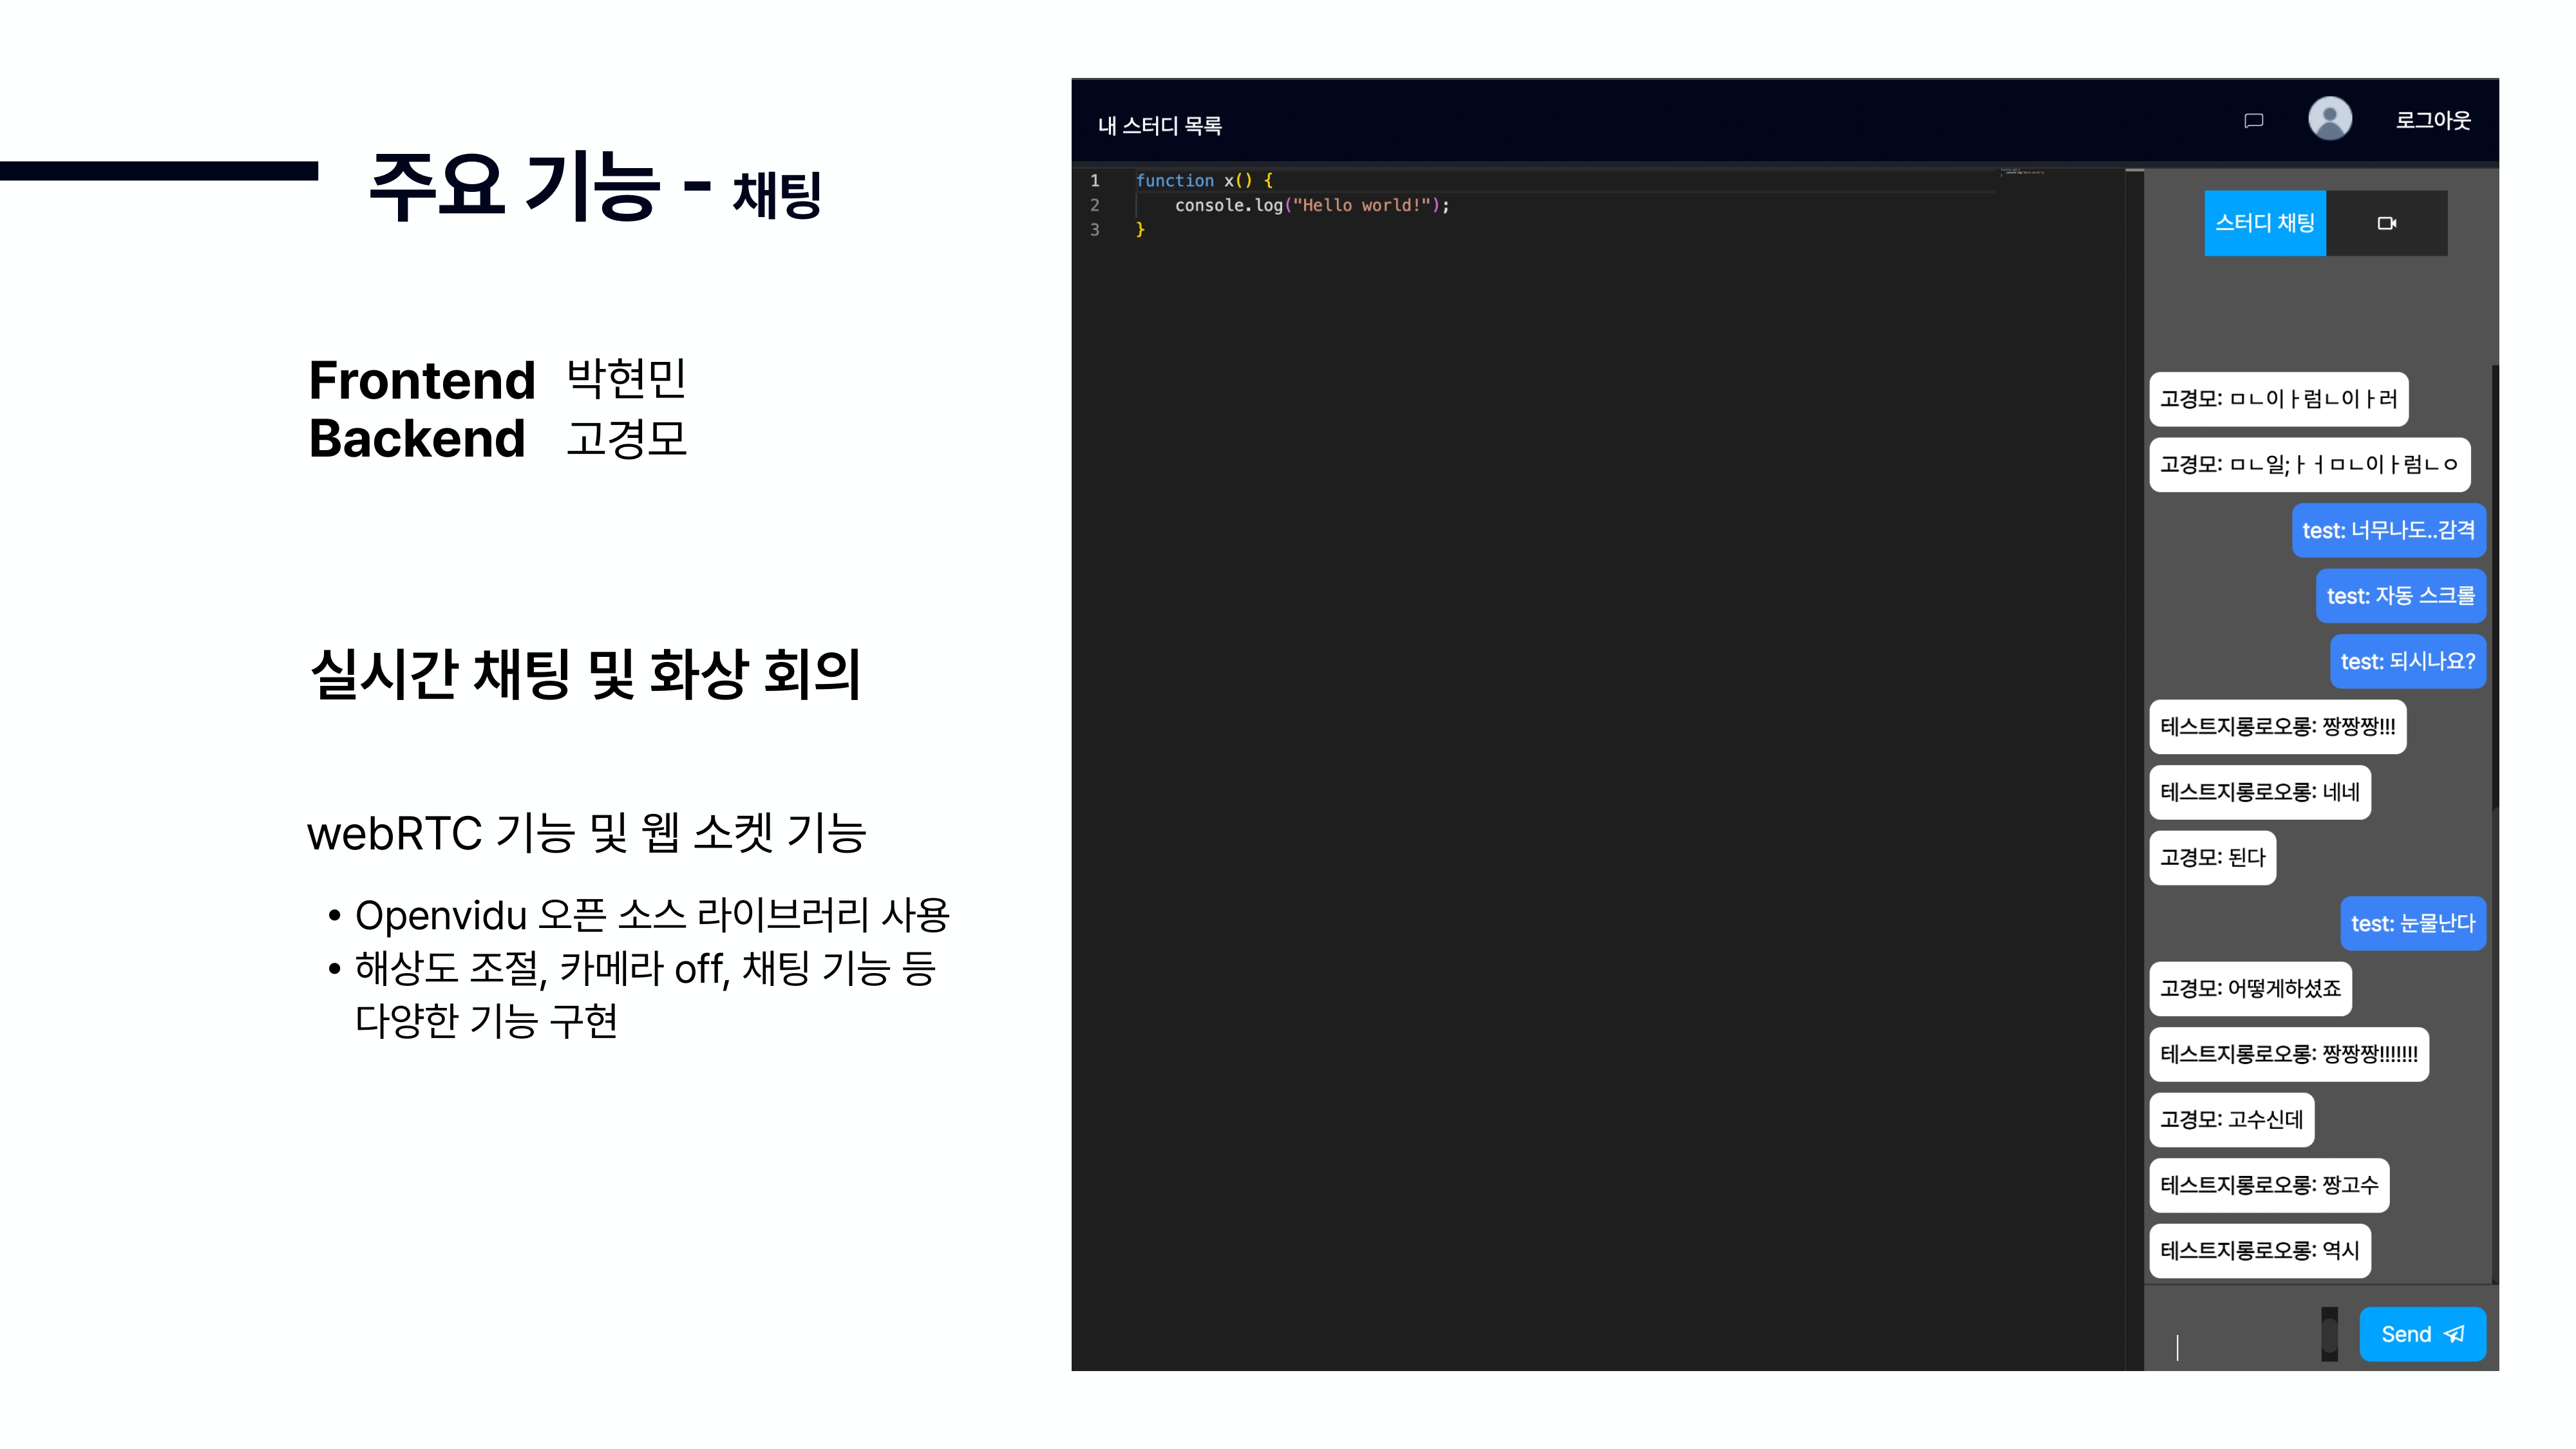 주요 기능 - 채팅
Frontend 박현민
Backend 고경모
실시간 채팅 및 화상 회의
webRTC 기능 및 웹 소켓 기능
• Openvidu 오픈 소스 라이브러리 사용
• 해상도 조절, 카메라 off, 채팅 기능 등
다양한 기능 구현
내 스터디 목록
로그아웃
1 function x() {
2 console.log("Hello world!");
3 }
스터디 채팅
고경모: ㅁㄴ이ㅏ럼ㄴ이ㅏ러
고경모: ㅁㄴ일;ㅏㅓㅁㄴ이ㅏ럼ㄴㅇ
test: 너무나도..감격
test: 자동 스크롤
test: 되시나요?
테스트지롱로오롱: 짱짱짱!!!
테스트지롱로오롱: 네네
고경모: 된다
test: 눈물난다
고경모: 어떻게하셨죠
테스트지롱로오롱: 짱짱짱!!!!!!!
고경모: 고수신데
테스트지롱로오롱: 짱고수
테스트지롱로오롱: 역시
Send